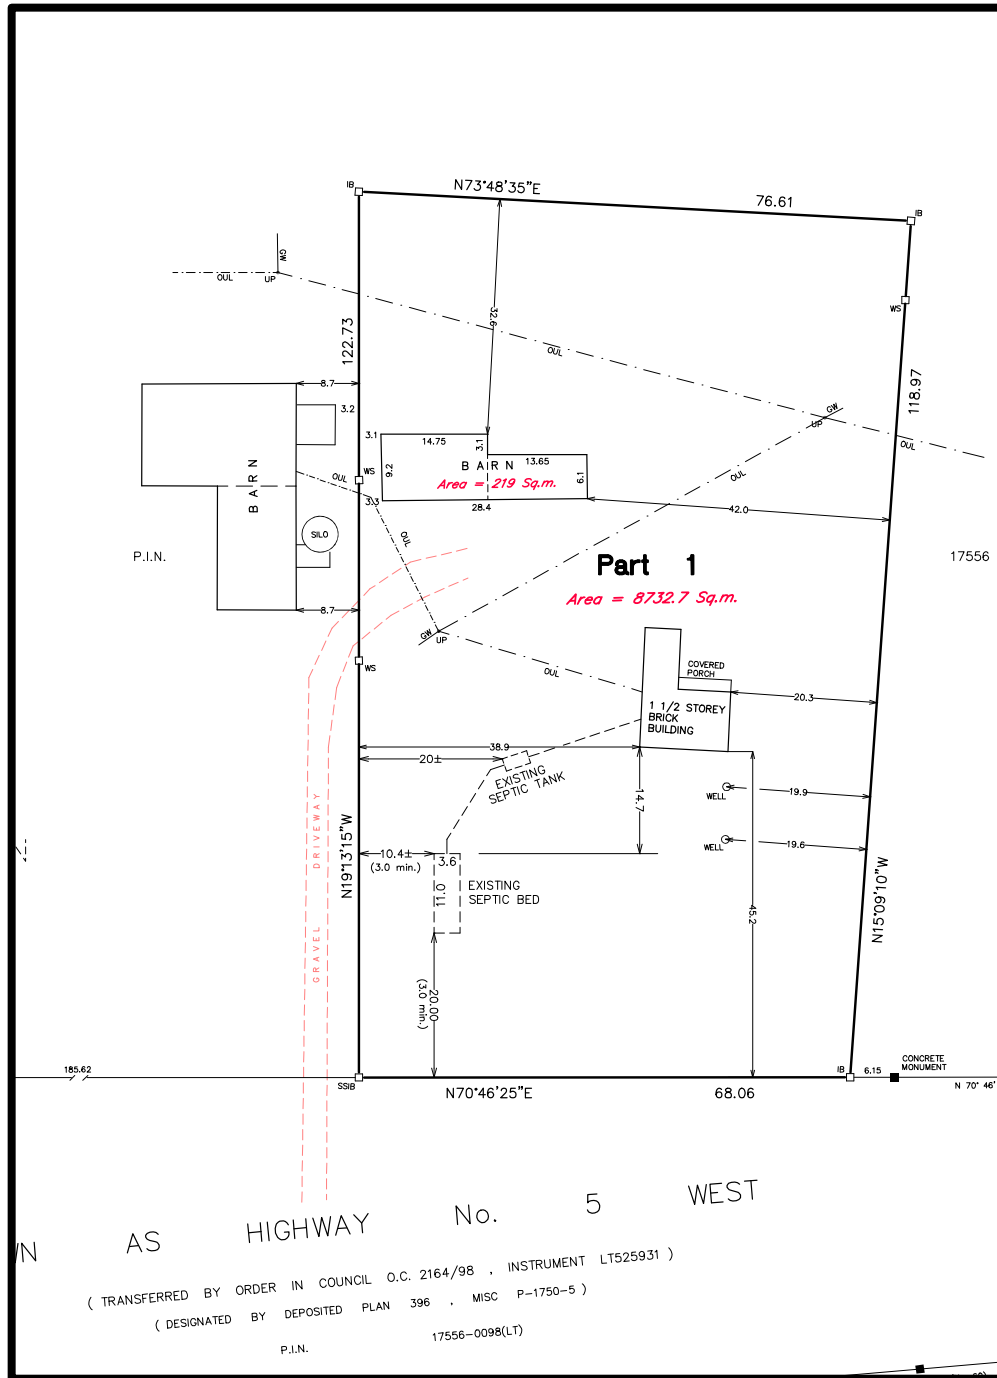 IB
N73°48'35"E
76.61
IB
GW
OUL
UP
WS
122.73
32.6
OUL
118.97
8.7
3.2
GW
UP
OUL
3.1
14.75
3.1
13.65
WS
OUL
9.2
BARN
6.1
OUL
BARN
Area = 219 Sq.m.
3.3
28.4
42.0
SILO
OUL
P.I.N.
Part 1
17556
Area = 8732.7 Sq.m.
8.7
GW
UP
WS
OUL
COVERED
PORCH
1 1/2 STOREY
BRICK
BUILDING
20.3
38.9
20±
EXISTING
SEPTIC TANK
14.7
WELL
19.9
WELL
19.6
GRAVEL DRIVEWAY
N19°13'15"W
10.4±
(3.0 min.)
3.6
11.0
EXISTING
SEPTIC BED
45.2
N15°09'10"W
20.00
(3.0 min.)
185.62
SSIB
N70°46'25"E
68.06
IB
6.15
CONCRETE
MONUMENT
N 70° 46'
WN AS HIGHWAY No. 5 WEST
( TRANSFERRED BY ORDER IN COUNCIL O.C. 2164/98 , INSTRUMENT LT525931 )
( DESIGNATED BY DEPOSITED PLAN 396 , MISC P-1750-5 )
P.I.N. 17556-0098(LT)